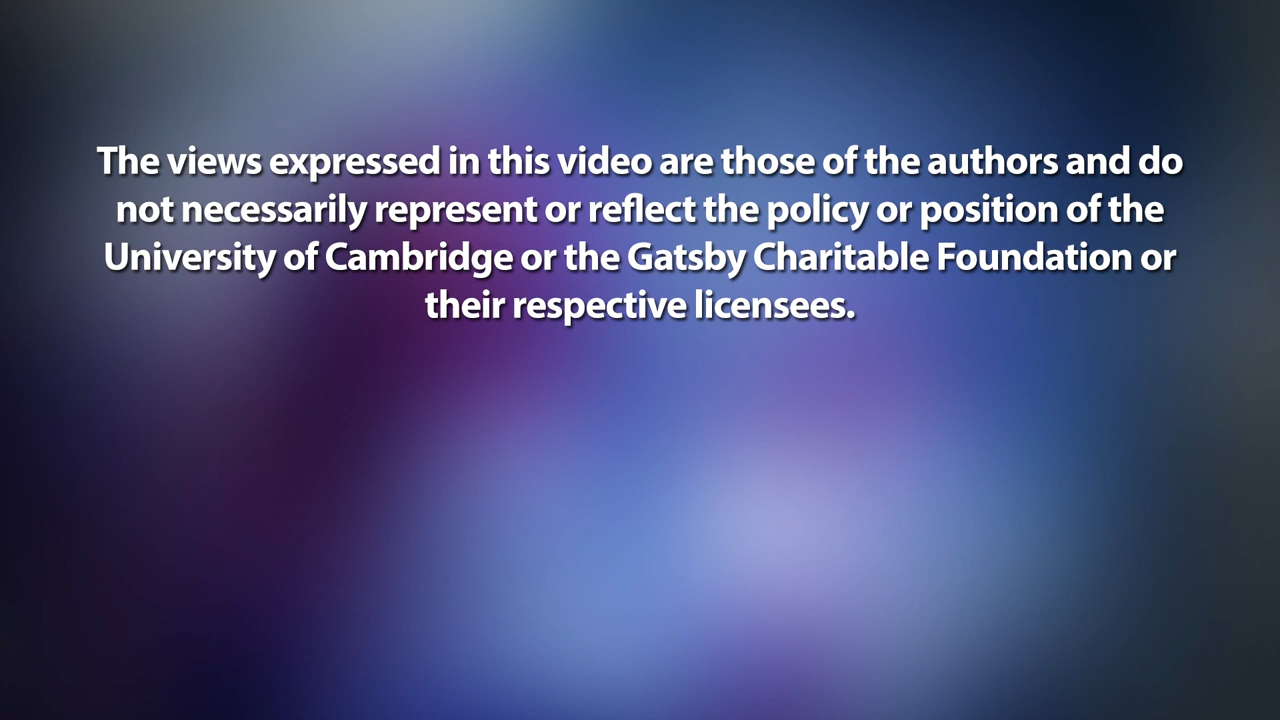 The views expressed in this video are those of the authors and do
not necessarily represent or reflect the policy or position of the
University of Cambridge or the Gatsby Charitable Foundation or
their respective licensees.